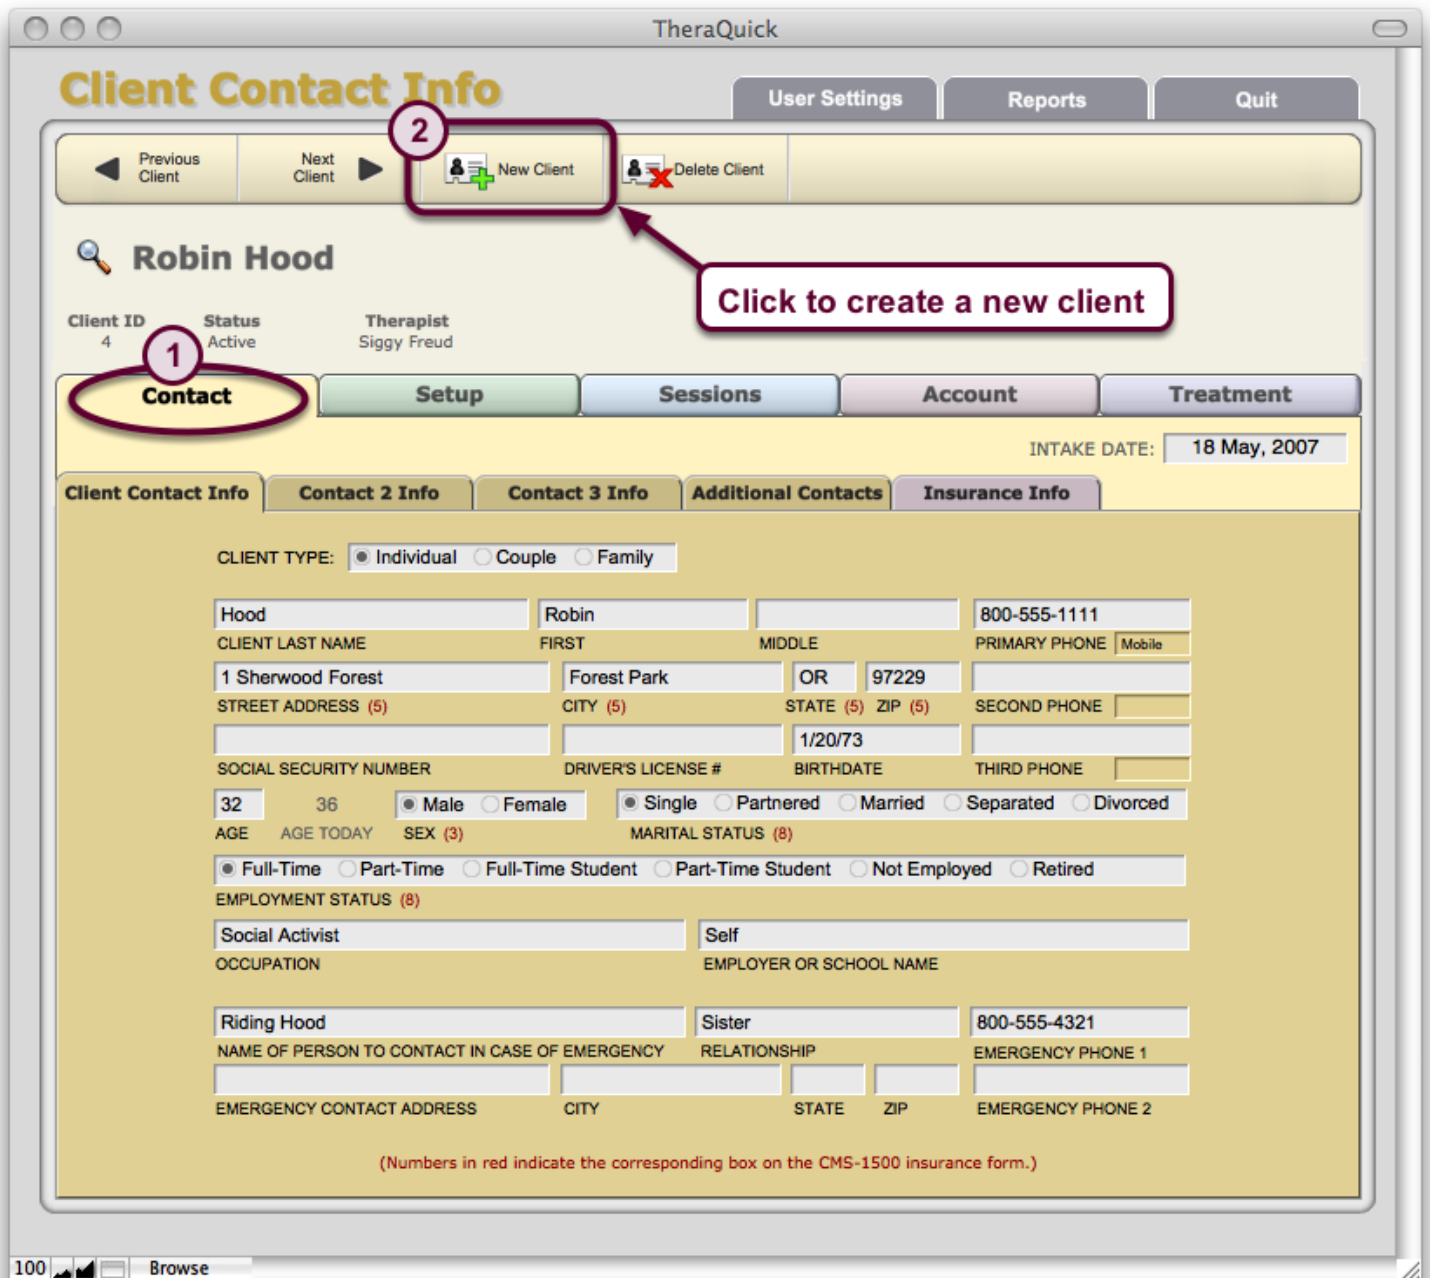 TheraQuick
Client Contact Info
User Settings
Reports
Quit
2
Previous
Client
Next
Client
New Client
Delete Client
Robin Hood
Click to create a new client
Client ID
Status
Therapist
4
Active
Siggy Freud
1
Contact
Setup
Sessions
Account
Treatment
INTAKE DATE: 18 May, 2007
Client Contact Info
Contact 2 Info
Contact 3 Info
Additional Contacts
Insurance Info
CLIENT TYPE: Individual Couple Family
Hood Robin 800-555-1111
CLIENT LAST NAME FIRST MIDDLE PRIMARY PHONE Mobile
1 Sherwood Forest Forest Park OR 97229
STREET ADDRESS (5) CITY (5) STATE (5) ZIP (5) SECOND PHONE
1/20/73
SOCIAL SECURITY NUMBER DRIVER'S LICENSE # BIRTHDATE THIRD PHONE
32 36 Male Female Single Partnered Married Separated Divorced
AGE AGE TODAY SEX (3) MARITAL STATUS (8)
Full-Time Part-Time Full-Time Student Part-Time Student Not Employed Retired
EMPLOYMENT STATUS (8)
Social Activist Self
OCCUPATION EMPLOYER OR SCHOOL NAME
Riding Hood Sister 800-555-4321
NAME OF PERSON TO CONTACT IN CASE OF EMERGENCY RELATIONSHIP EMERGENCY PHONE 1
EMERGENCY CONTACT ADDRESS CITY STATE ZIP EMERGENCY PHONE 2
(Numbers in red indicate the corresponding box on the CMS-1500 insurance form.)
100 Browse